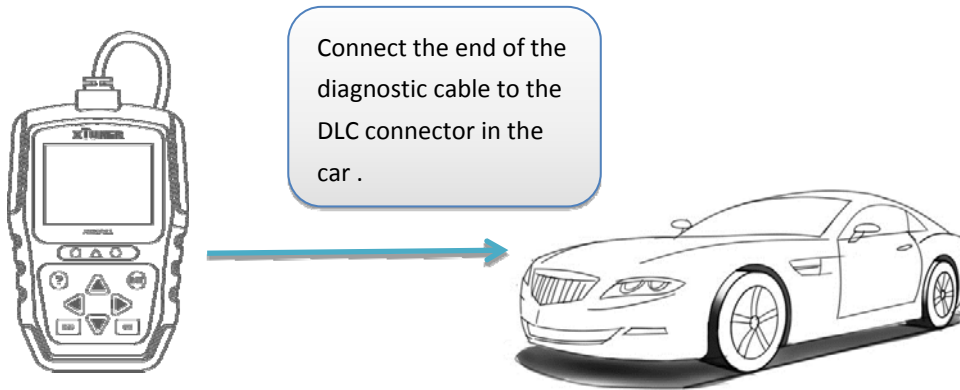 Connect the end of the
diagnostic cable to the
DLC connector in the
car .
XTUNER
?